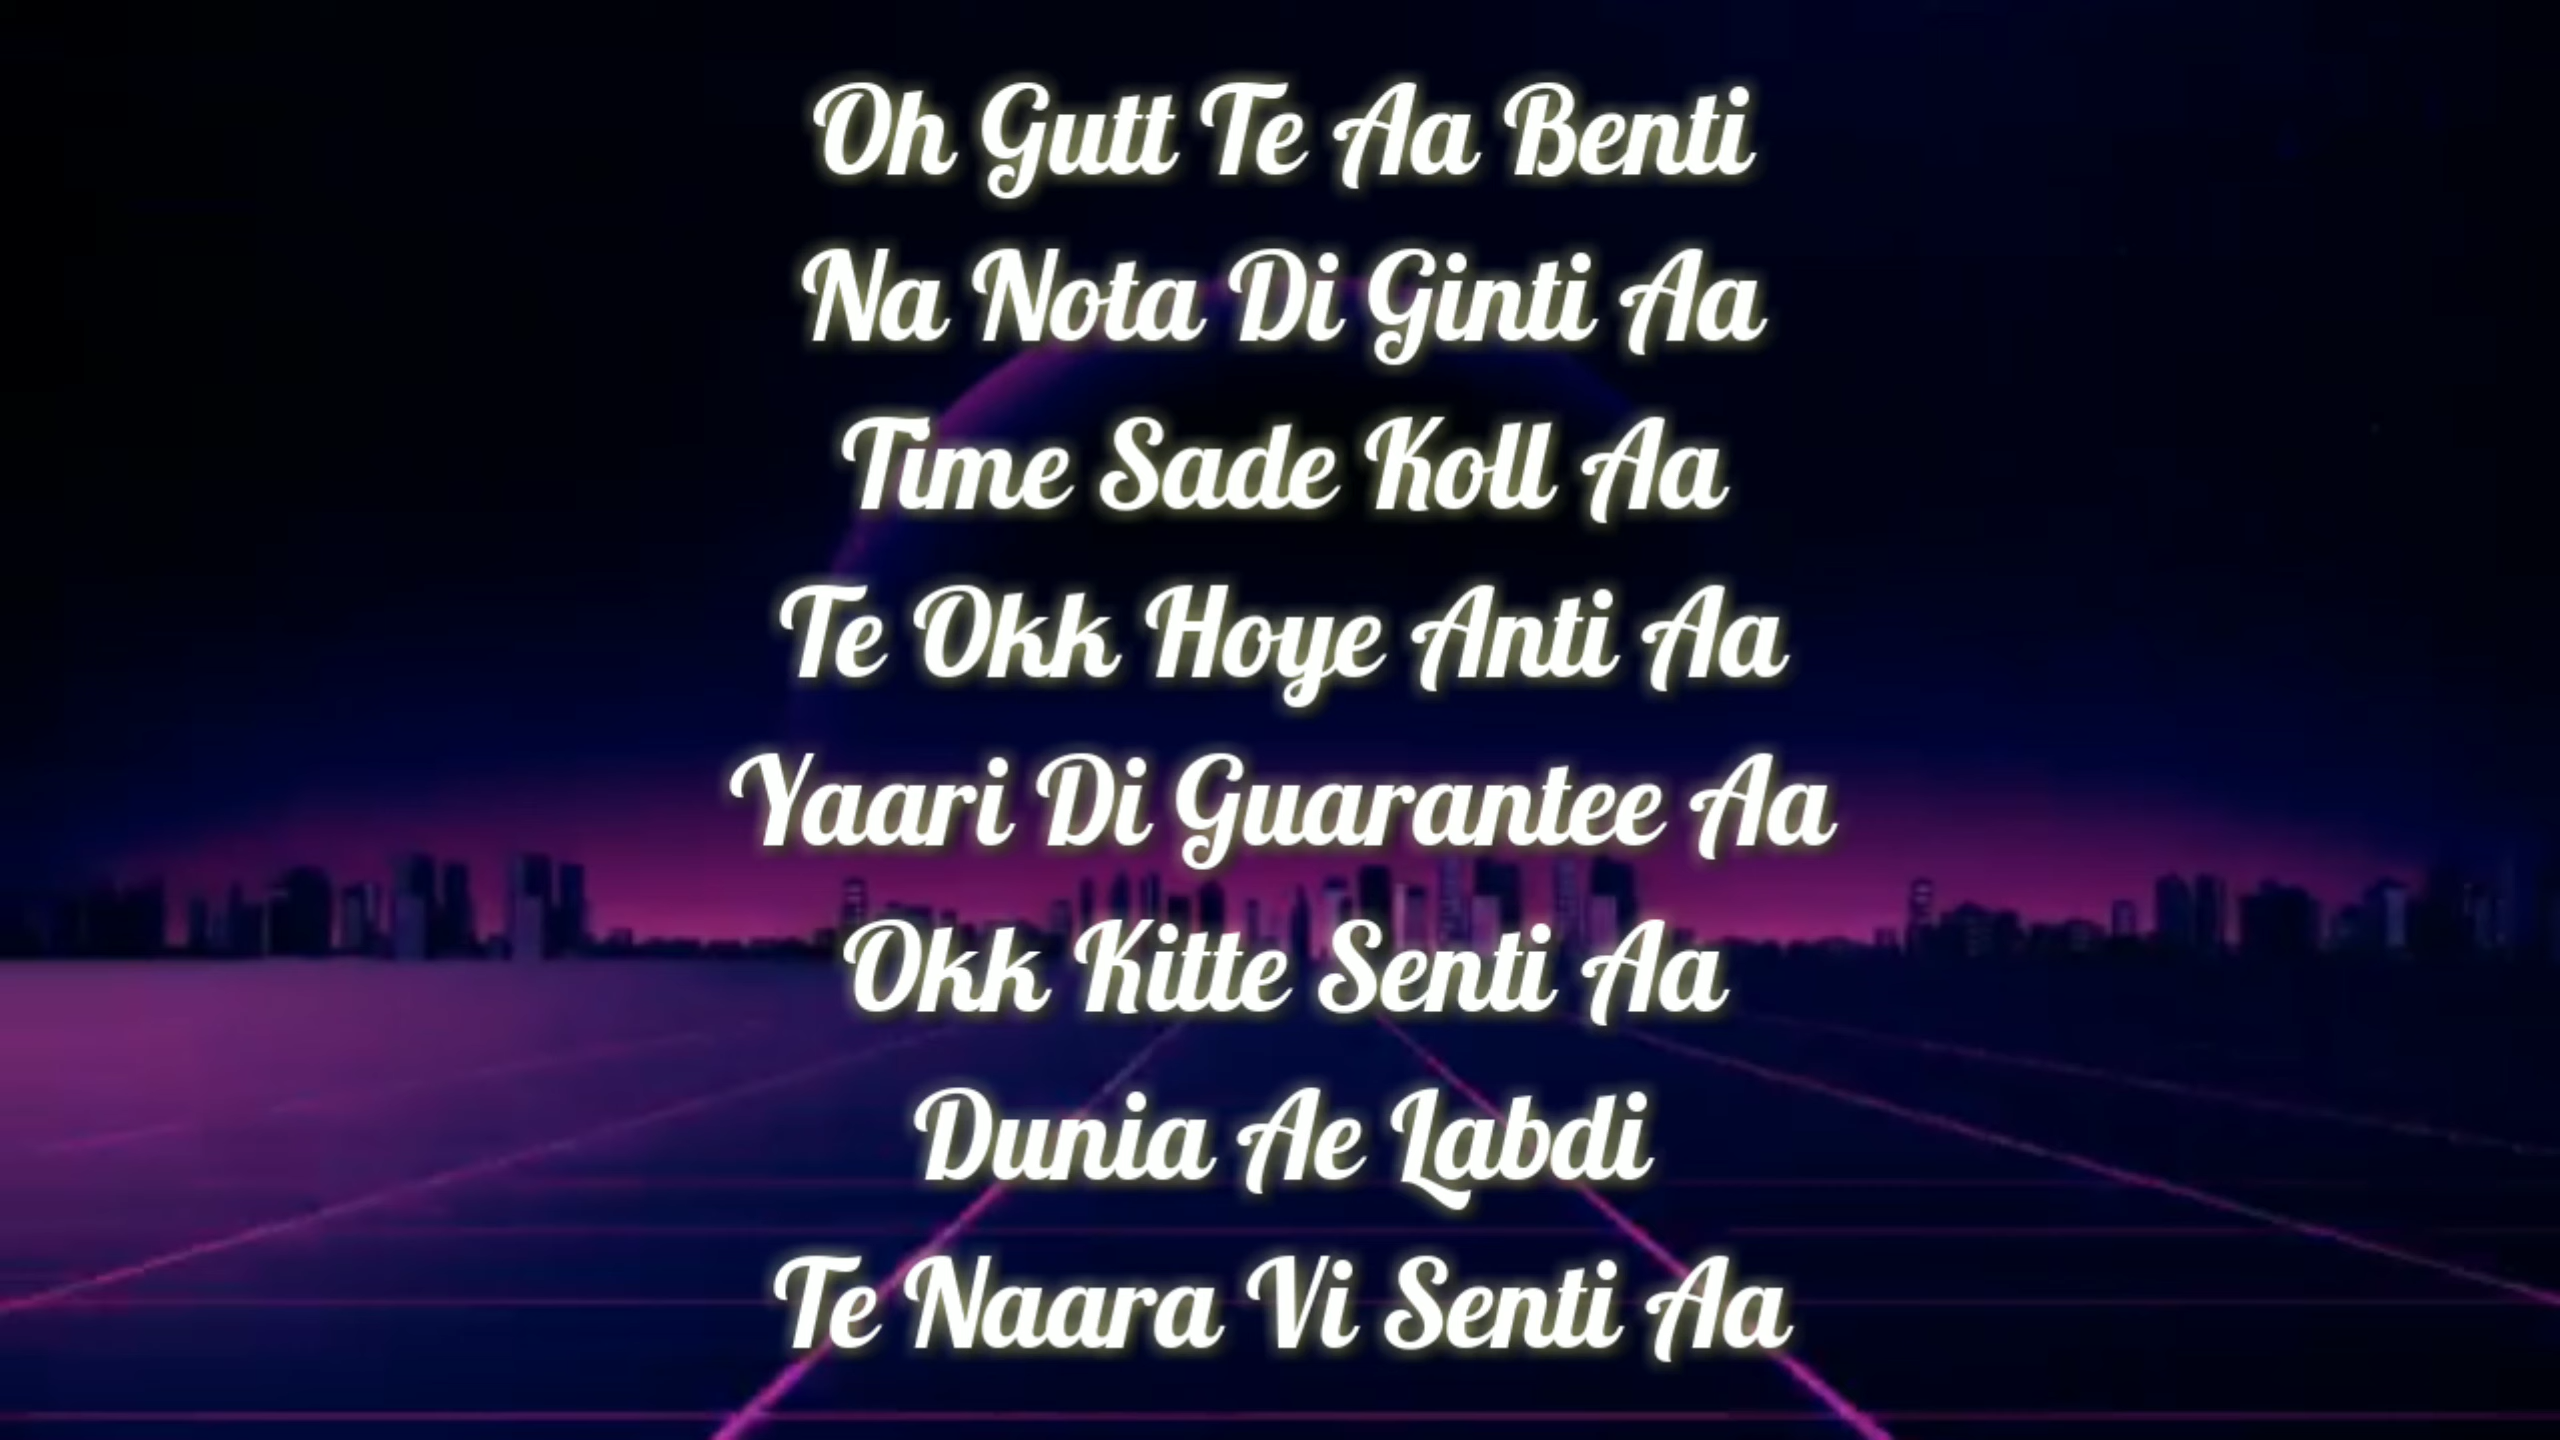 Oh Gutt Te Aa Benti
Na Nota Di Ginti Aa
Time Sade Koll Aa
Te Okk Hoye Anti Aa
Yaari Di Guarantee Aa
Okk Kitte Senti Aa
Dunia Ae Labdi
Te Naara Vi Senti Aa